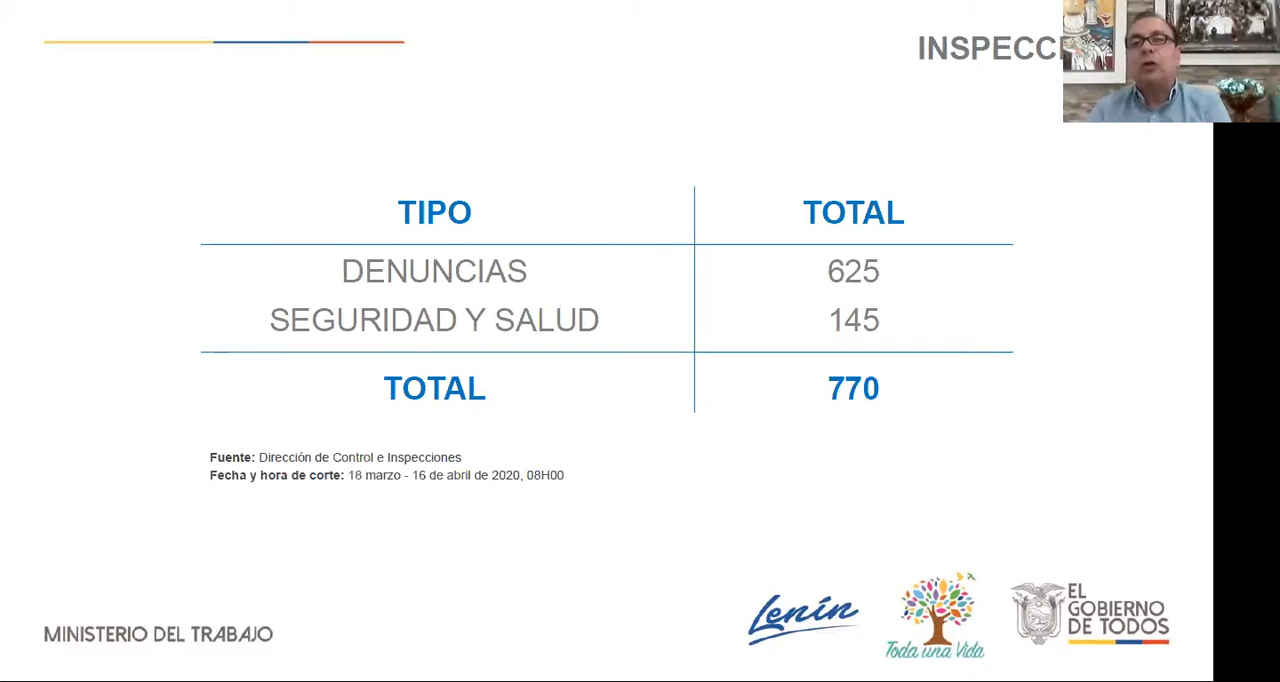 TIPO TOTAL
DENUNCIAS 625
SEGURIDAD Y SALUD 145
TOTAL 770
Fuente: Dirección de Control e Inspecciones
Fecha y hora de corte: 18 marzo - 16 de abril de 2020, 08H00
MINISTERIO DEL TRABAJO
Lenín
Toda una Vida
EL
GOBIERNO
DE TODOS